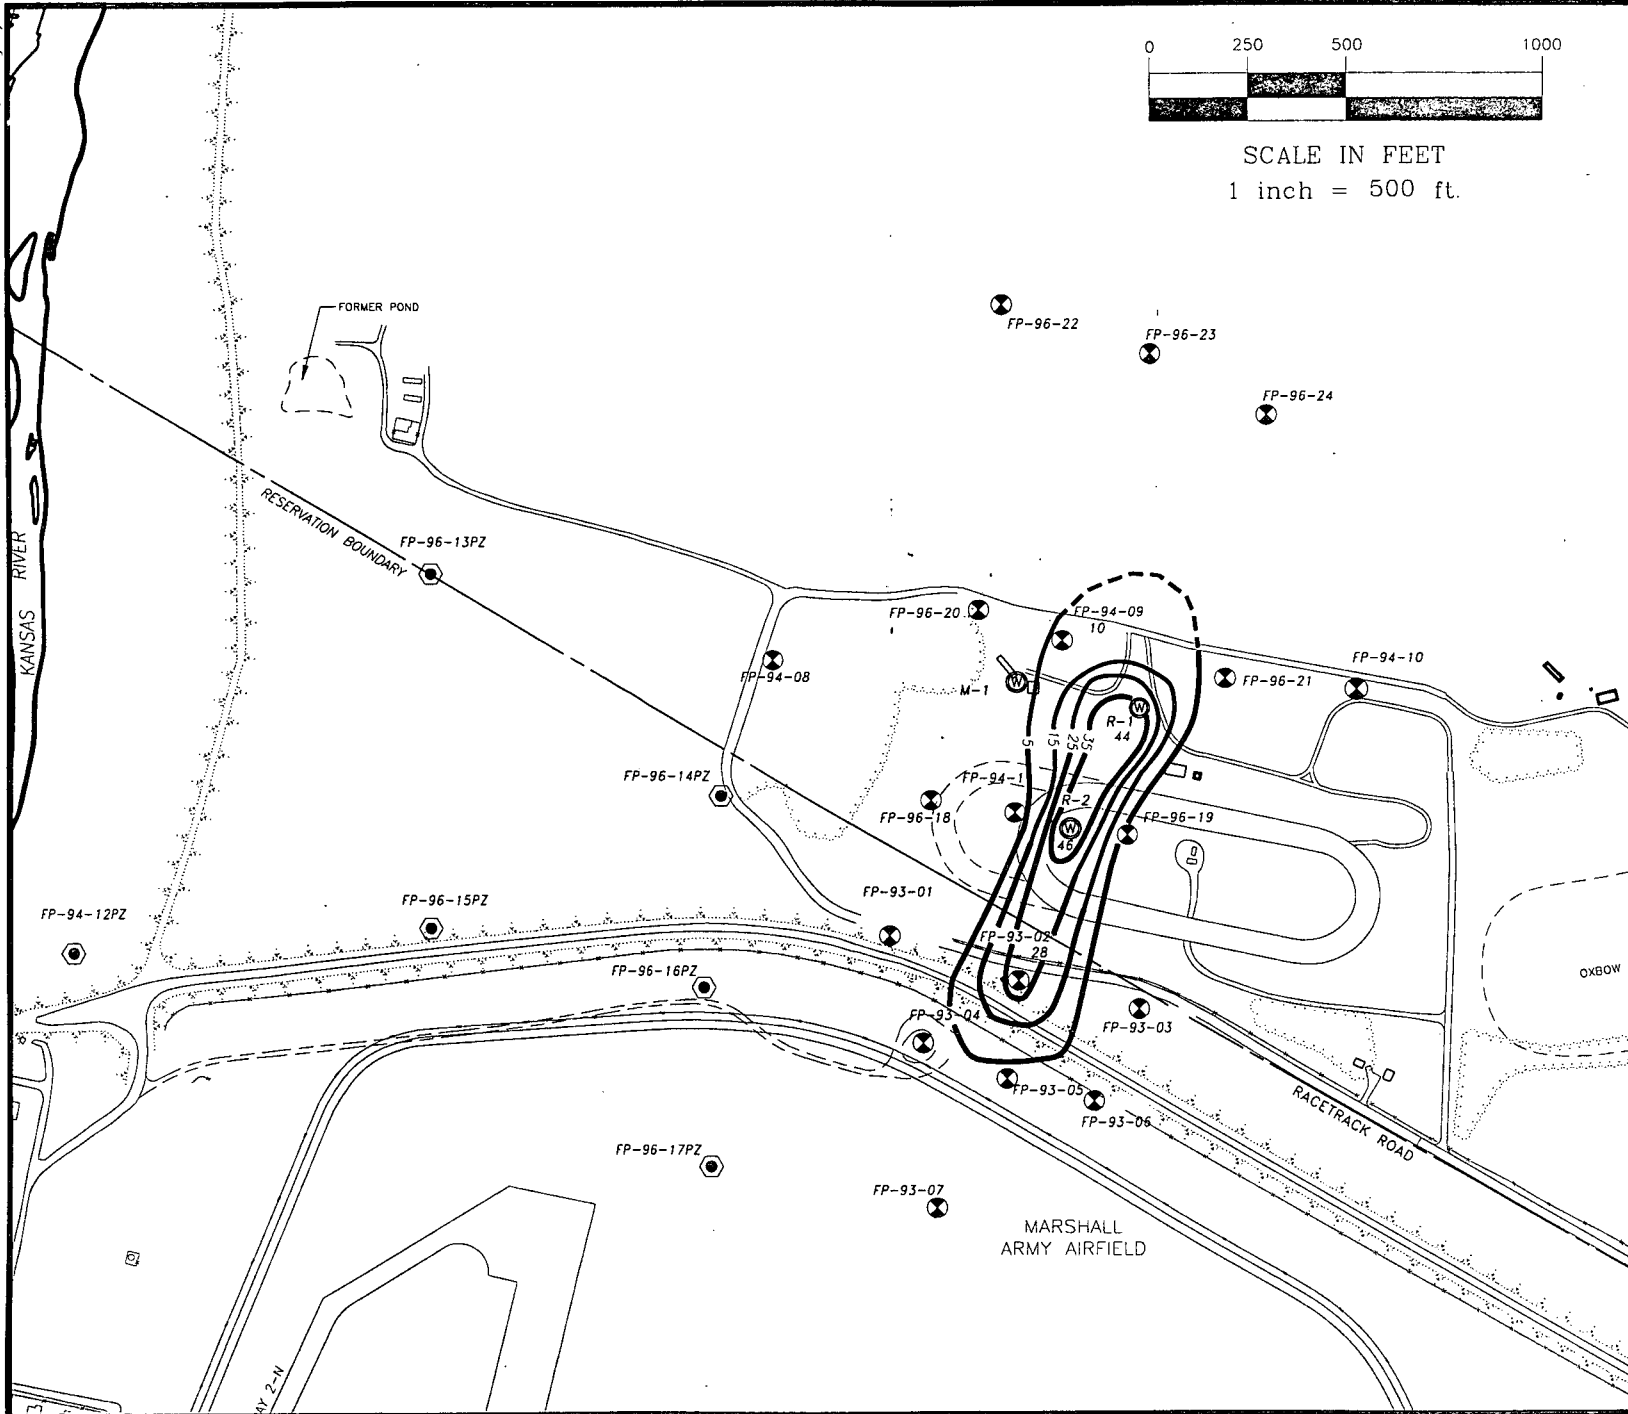 0 250 500 1000
SCALE IN FEET
1 inch = 500 ft.
FORMER POND
FP-96-22
FP-96-23
FP-96-24
RESERVATION BOUNDARY
FP-96-13PZ
KANSAS RIVER
FP-96-20
FP-94-09
10
FP-94-10
FP-94-08
M-1
W
FP-96-21
W
R-1
44
5
15
25
35
FP-96-14PZ
FP-94-1
FP-96-18
R-2
W
46
FP-96-19
FP-94-12PZ
FP-96-15PZ
FP-93-01
FP-93-02
28
FP-96-16PZ
OXBOW
FP-93-04
FP-93-03
FP-93-05
FP-93-06
RACETRACK ROAD
FP-96-17PZ
FP-93-07
MARSHALL
ARMY AIRFIELD
AY 2-N